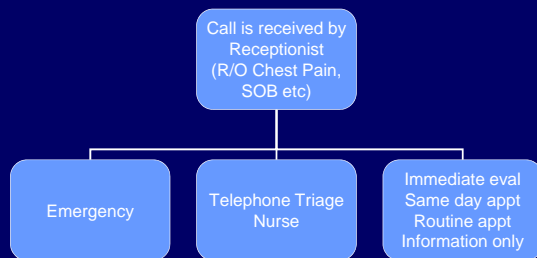 Call is received by
Receptionist
(R/O Chest Pain,
SOB etc)
Emergency
Telephone Triage
Nurse
Immediate eval
Same day appt
Routine appt
Information only